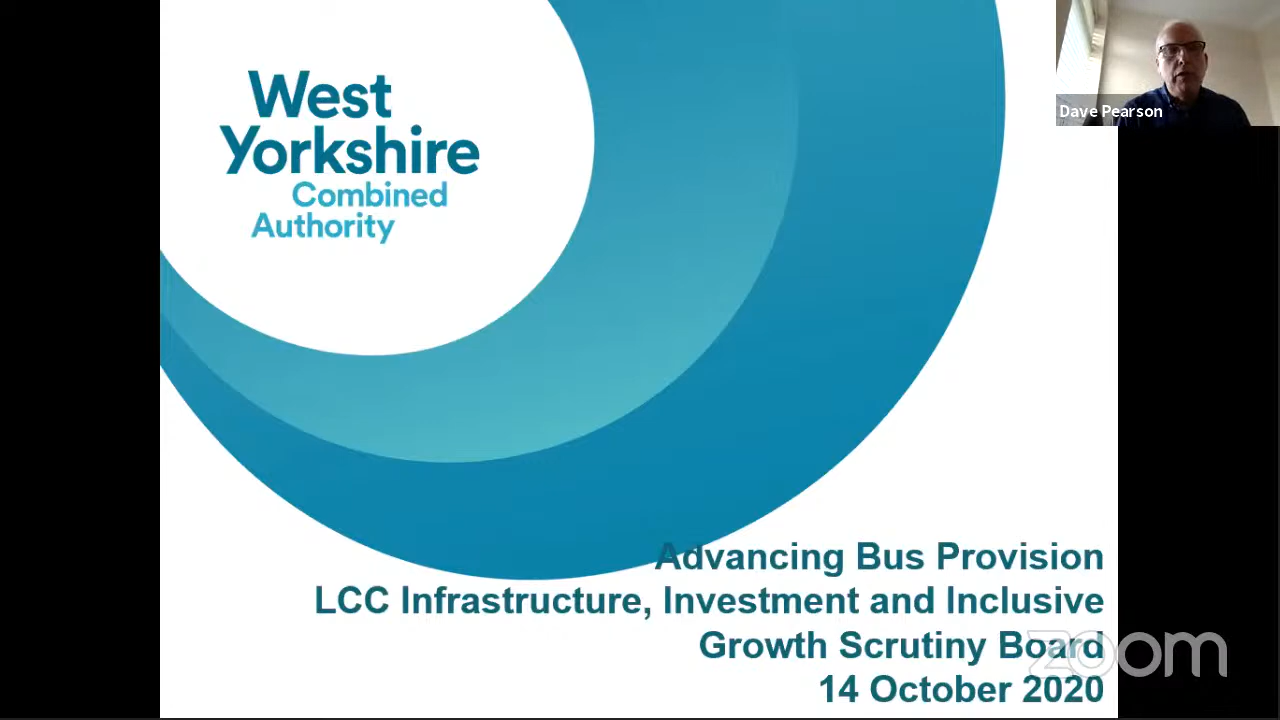 West
Yorkshire
Combined
Authority
Dave Pearson
Advancing Bus Provision
LCC Infrastructure, Investment and Inclusive
Growth Scrutiny Board
14 October 2020
zoom